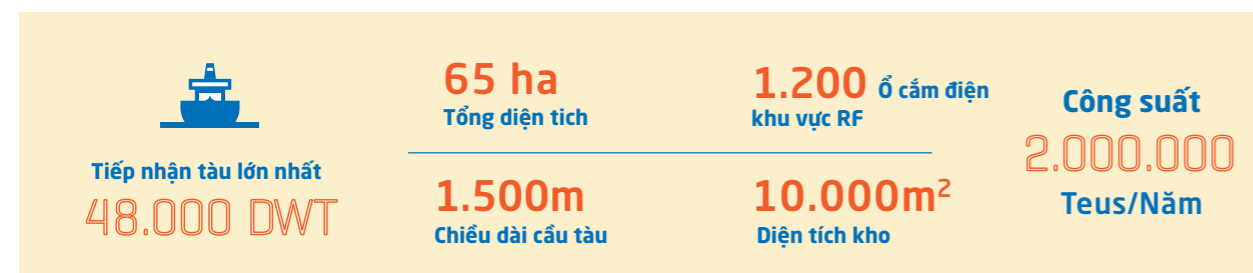 Tiếp nhận tàu lớn nhất
48.000 DWT
65 ha
Tổng diện tich
1.200 Ổ cắm điện
khu vực RF
1.500m
Chiều dài cầu tàu
10.000m²
Diện tích kho
Công suất
2.000.000
Teus/Năm